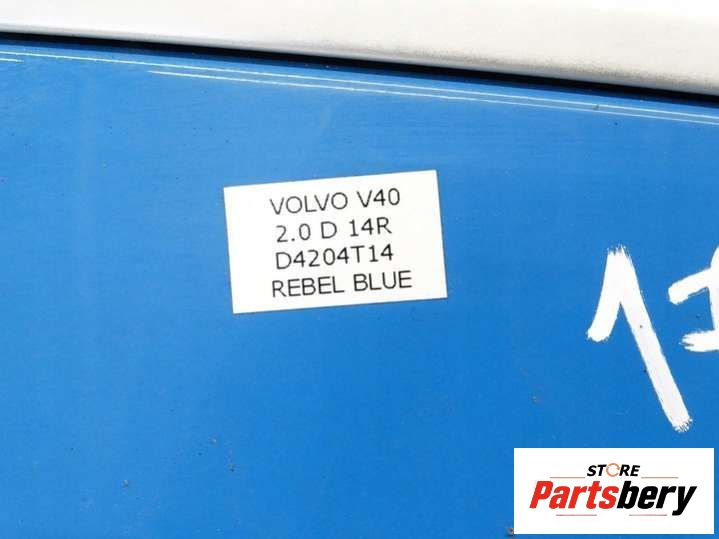 VOLVO V40
2.0 D 14R
D4204T14
REBEL BLUE
STORE
Partsbery